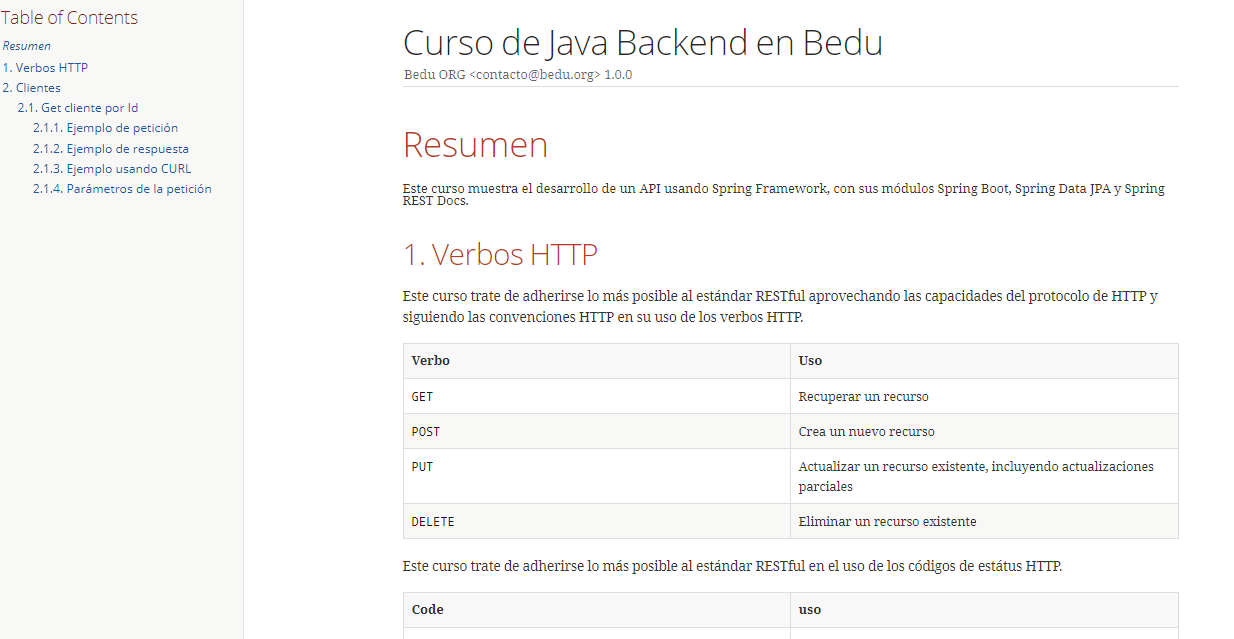 Table of Contents
Resumen
1. Verbos HTTP
2. Clientes
2.1. Get cliente por Id
2.1.1. Ejemplo de petición
2.1.2. Ejemplo de respuesta
2.1.3. Ejemplo usando CURL
2.1.4. Parámetros de la petición
Curso de Java Backend en Bedu
Bedu ORG <contacto@bedu.org> 1.0.0
Resumen
Este curso muestra el desarrollo de un API usando Spring Framework, con sus módulos Spring Boot, Spring Data JPA y Spring
REST Docs.
1. Verbos HTTP
Este curso trate de adherirse lo más posible al estándar RESTful aprovechando las capacidades del protocolo de HTTP y
siguiendo las convenciones HTTP en su uso de los verbos HTTP.
Verbo Uso
GET Recuperar un recurso
POST Crea un nuevo recurso
PUT Actualizar un recurso existente, incluyendo actualizaciones
parciales
DELETE Eliminar un recurso existente
Este curso trate de adherirse lo más posible al estándar RESTful en el uso de los códigos de estátus HTTP.
Code uso